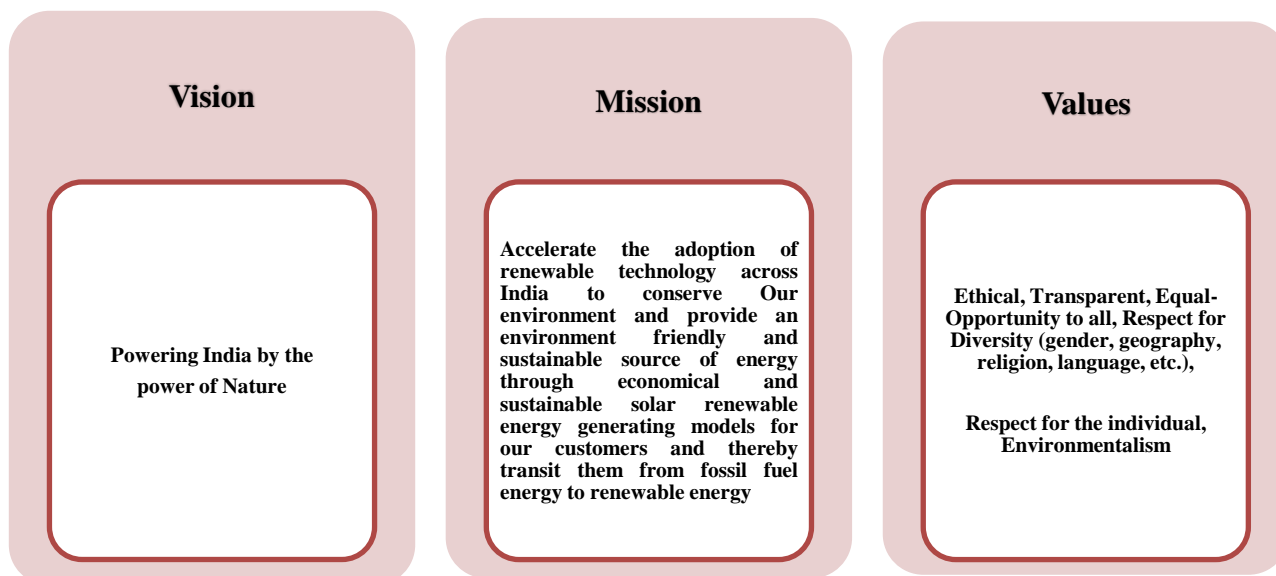 Vision
Powering India by the
power of Nature
Mission
Accelerate the adoption of
renewable technology across
India to conserve Our
environment and provide an
environment friendly and
sustainable source of energy
through economical and
sustainable solar renewable
energy generating models for
our customers and thereby
transit them from fossil fuel
energy to renewable energy
Values
Ethical, Transparent, Equal-
Opportunity to all, Respect for
Diversity (gender, geography,
religion, language, etc.),
Respect for the individual,
Environmentalism